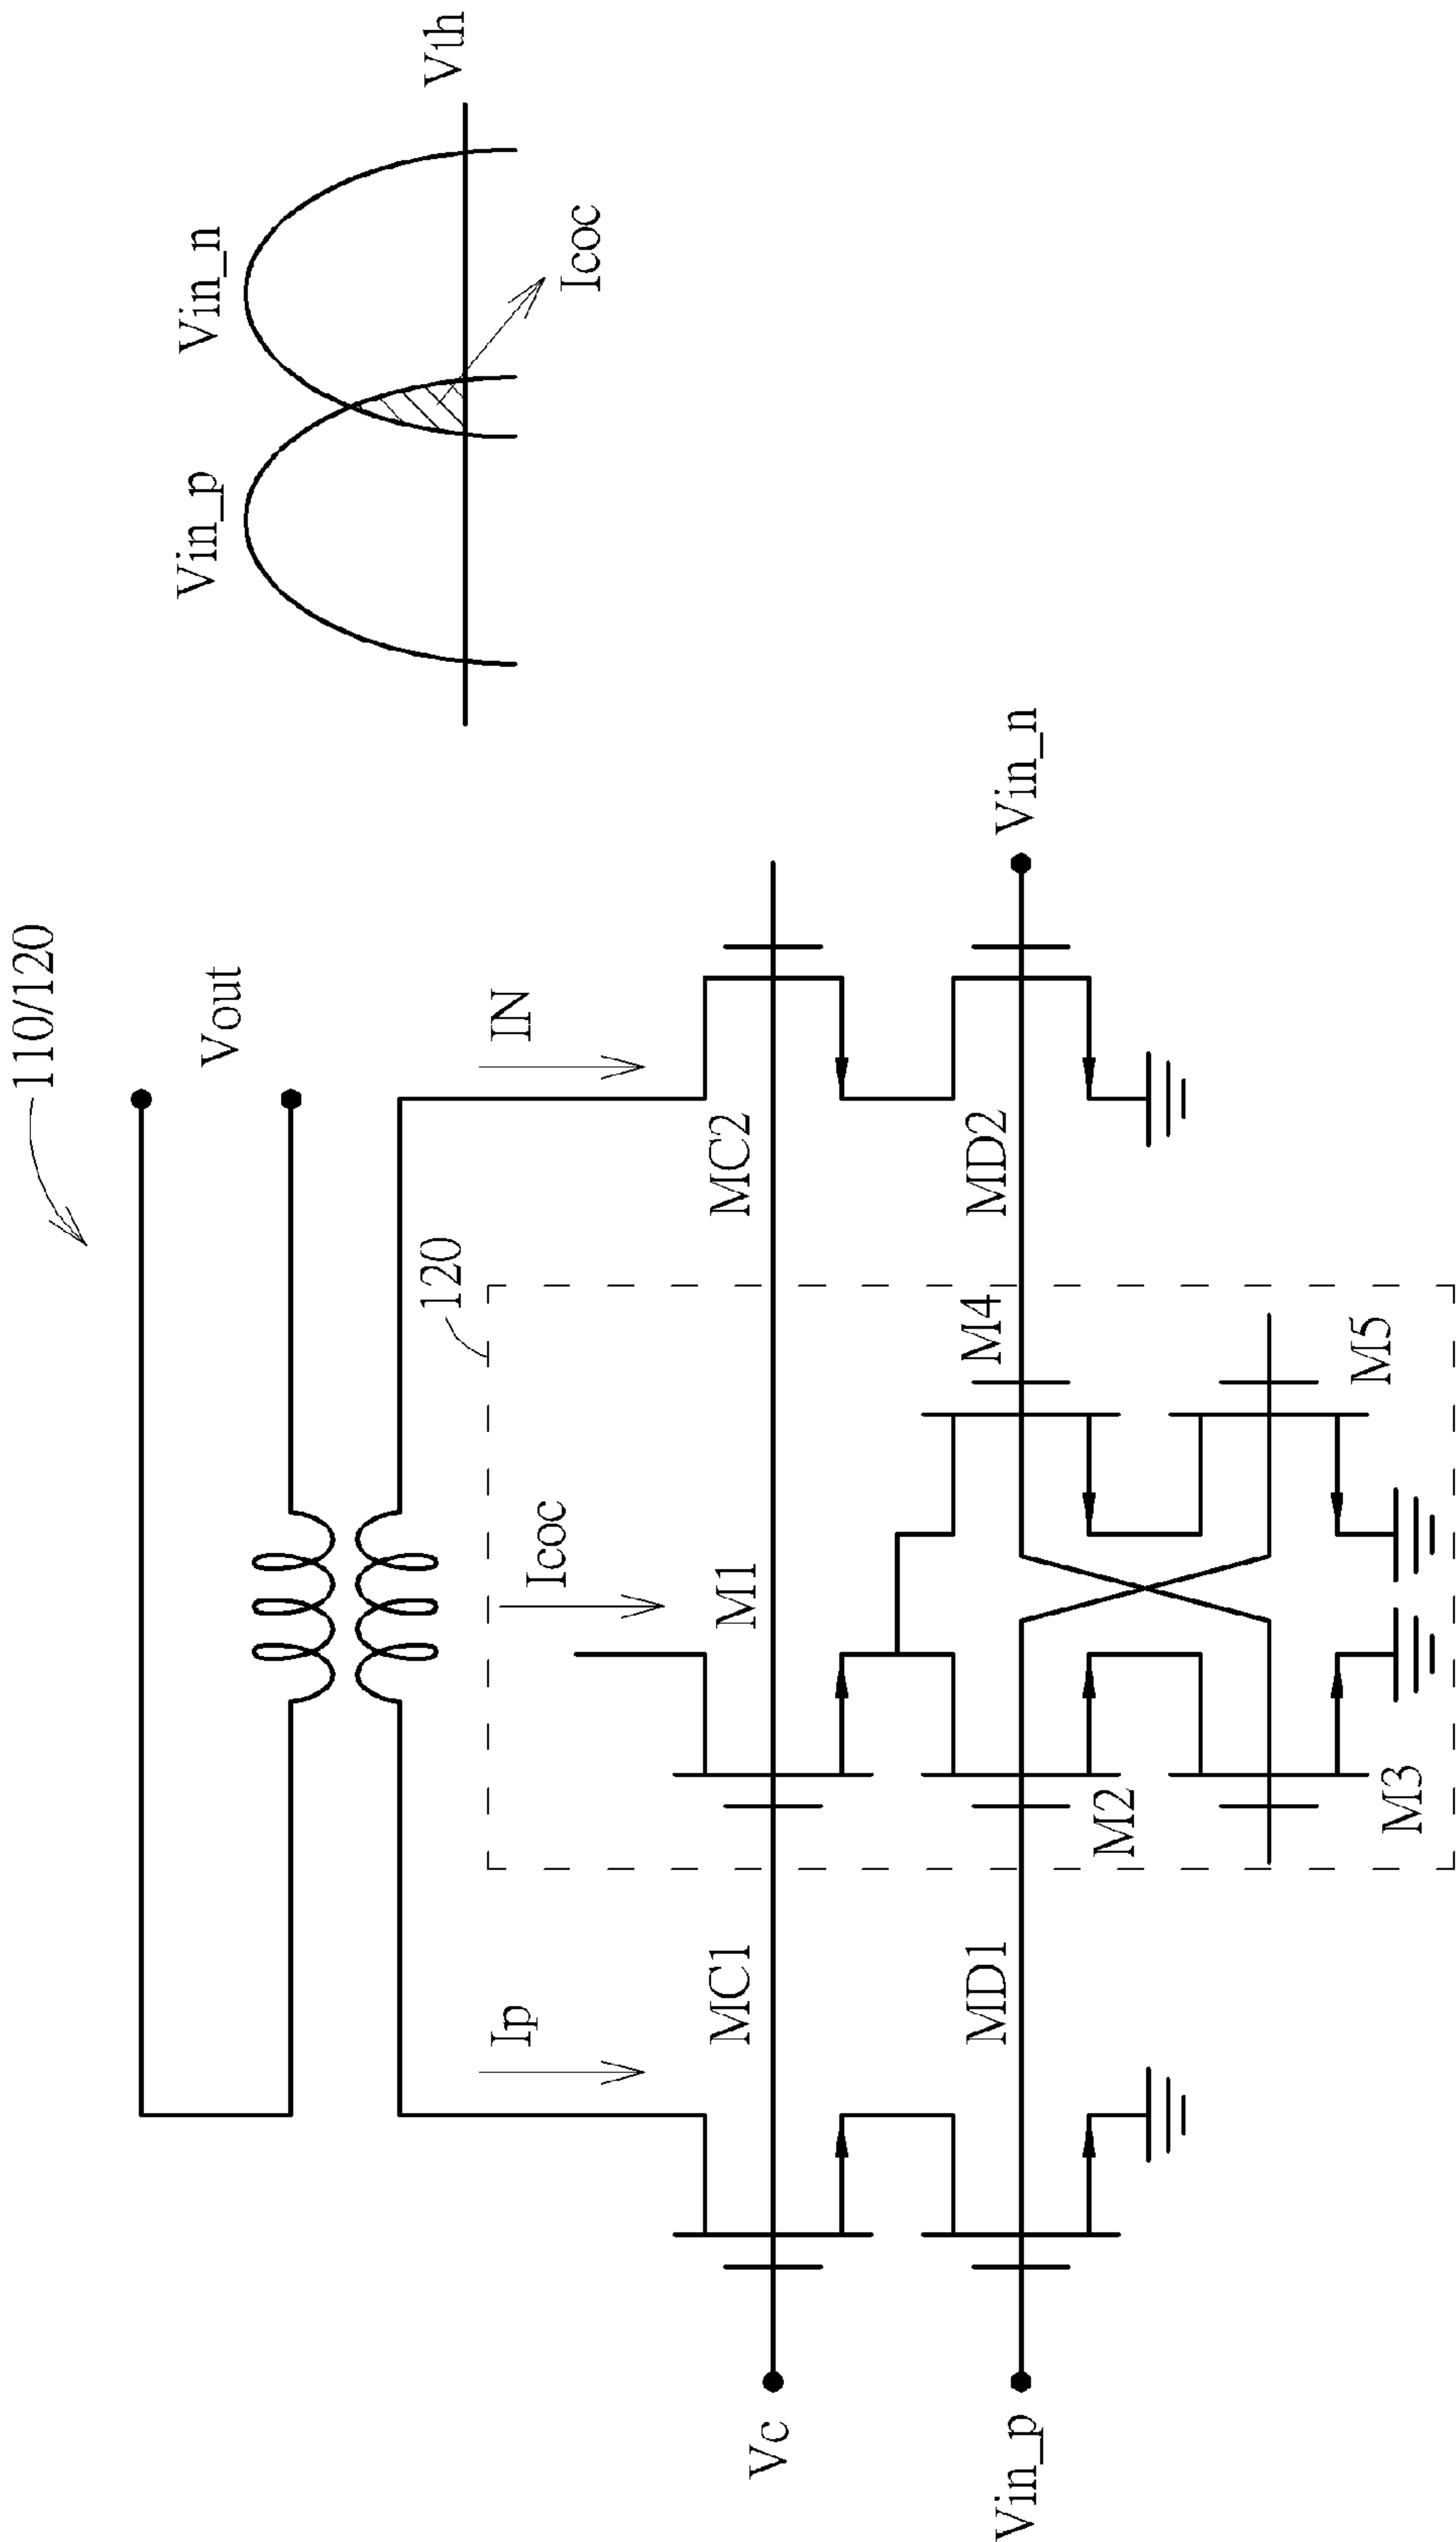 110/120
Vout
Vin_p
Vin_n
Vth
Icoc
120
Ip
Icoc
IN
Vc
MC1
M1
MC2
Vin_p
MD1
M2
M4
MD2
Vin_n
M3
M5